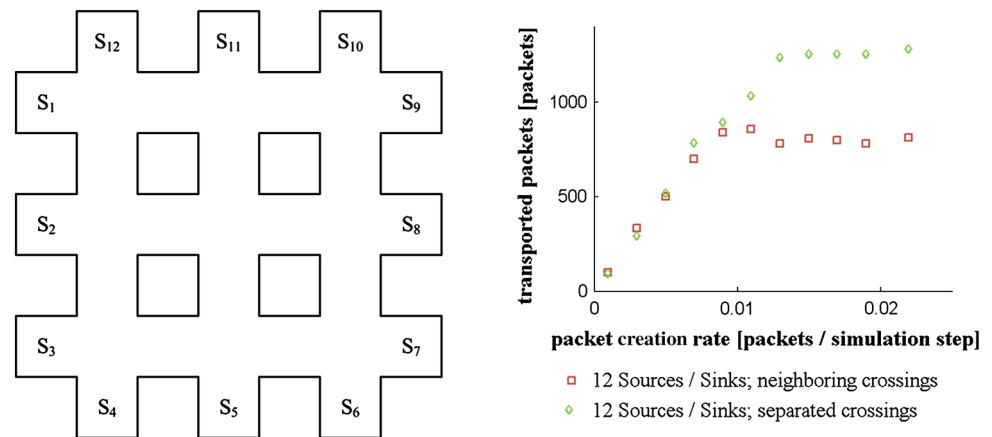 S₁₂ S₁₁ S₁₀
S₁ S₉
S₂ S₈
S₃ S₇
S₄ S₅ S₆
transported packets [packets]
1000
500
0
0 0.01 0.02
packet creation rate [packets / simulation step]
12 Sources / Sinks; neighboring crossings
12 Sources / Sinks; separated crossings